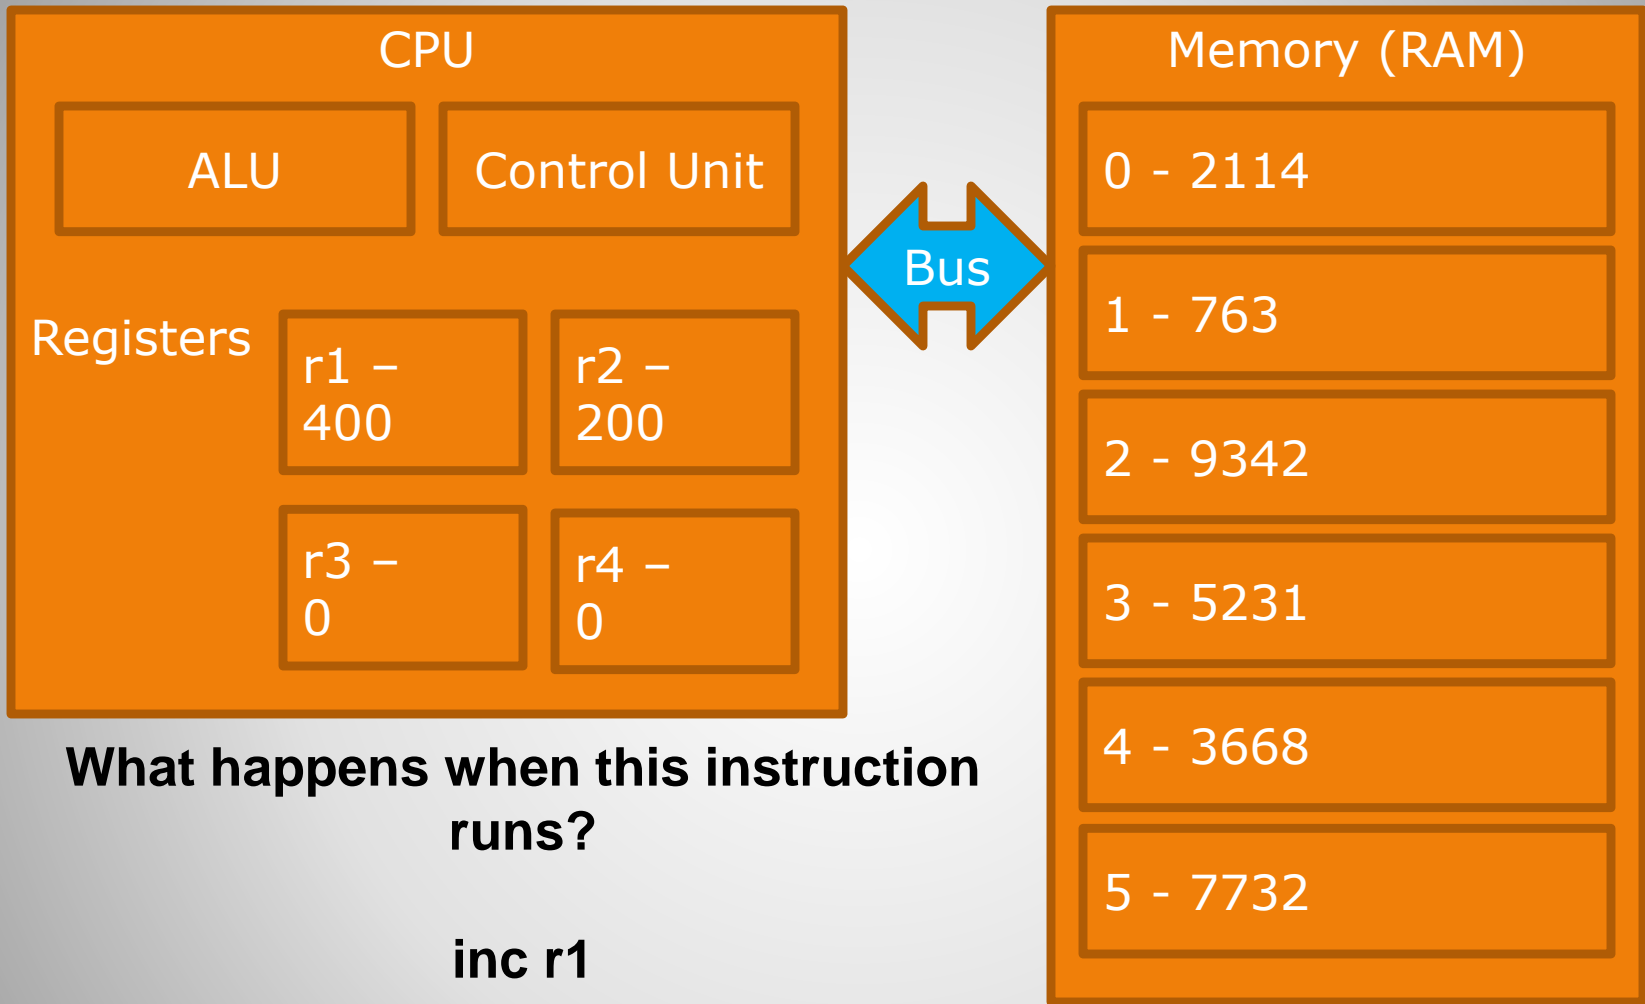 CPU
ALU
Control Unit
Registers
r1 –
400
r2 –
200
r3 –
0
r4 –
0
Bus
Memory (RAM)
0 - 2114
1 - 763
2 - 9342
3 - 5231
4 - 3668
5 - 7732
What happens when this instruction
runs?
inc r1